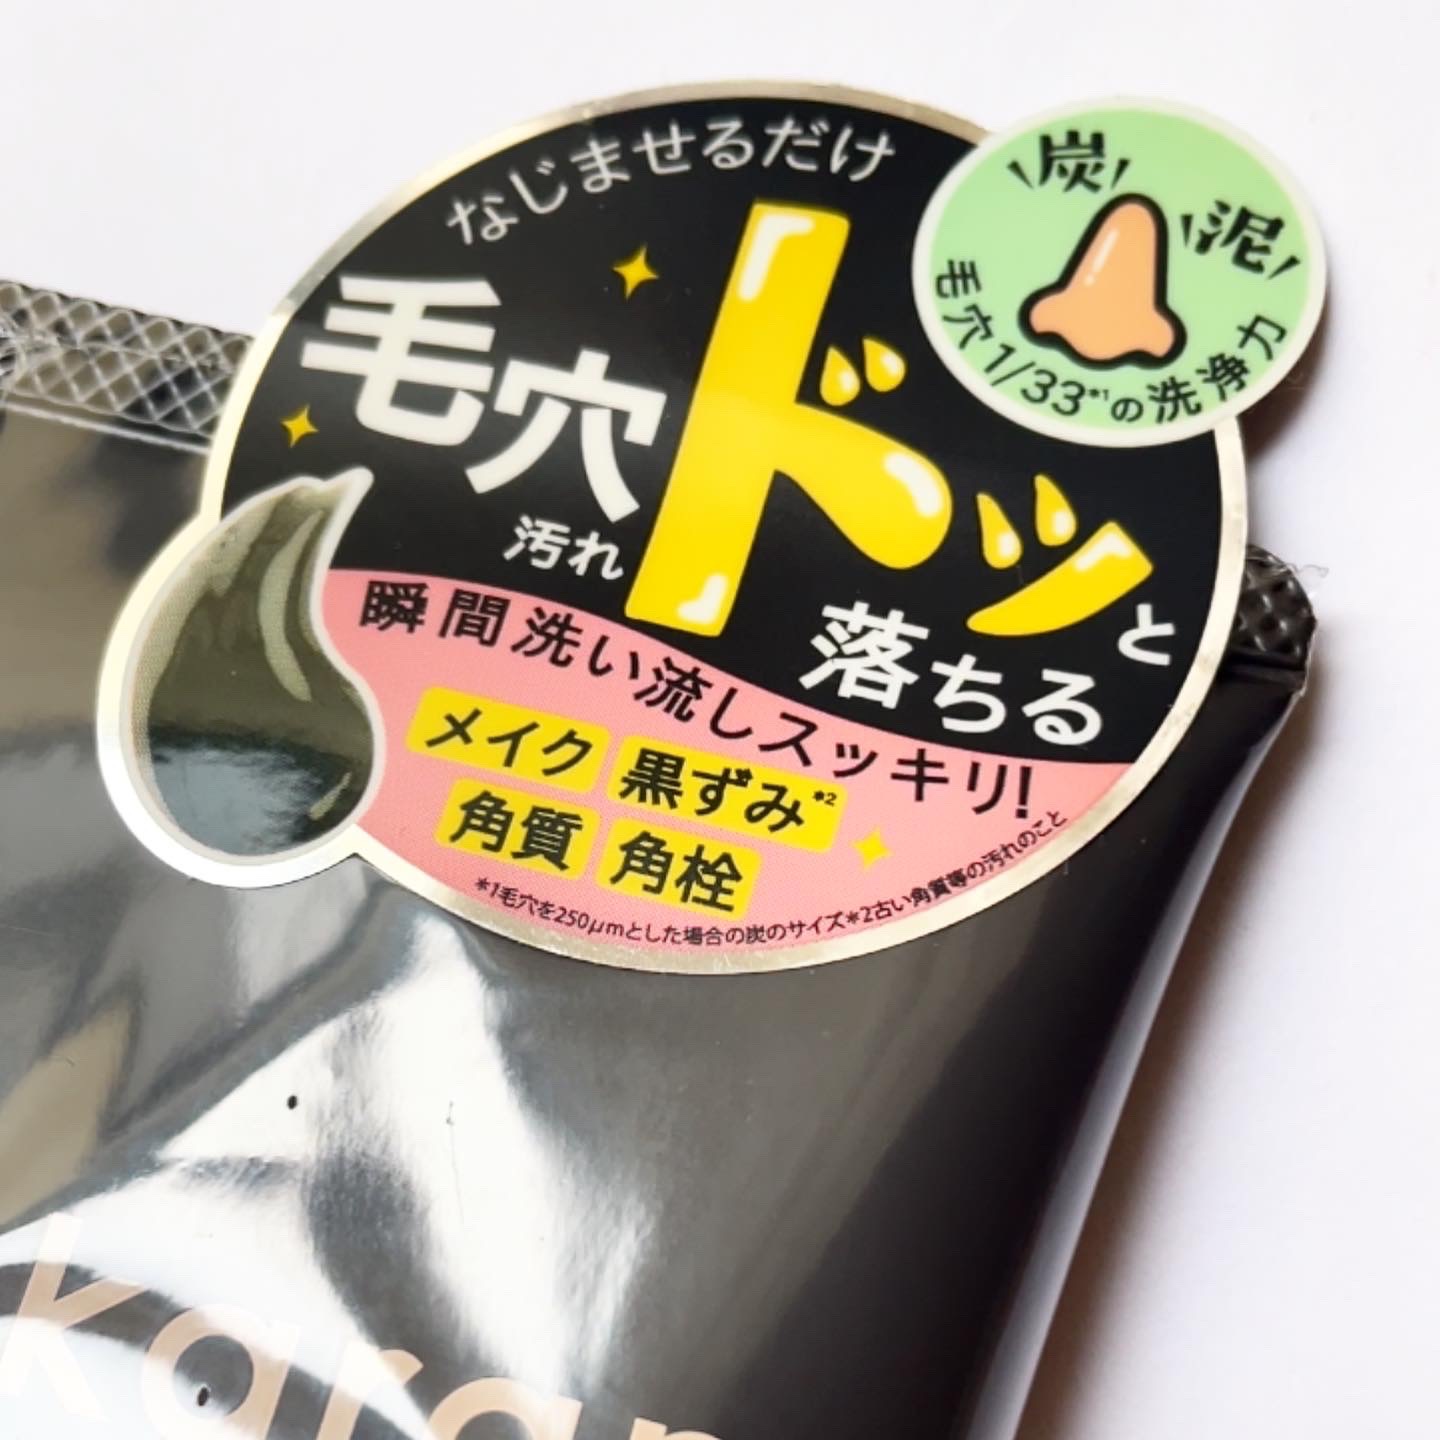 なじませるだけ
毛穴
汚れ
ドッと
落ちる
炭
泥
毛穴1/33*1の洗浄力
瞬間洗い流しスッキリ!
メイク 黒ずみ*2
角質 角栓
*1毛穴を250μmとした場合の炭のサイズ*2古い角質等の汚れのこと